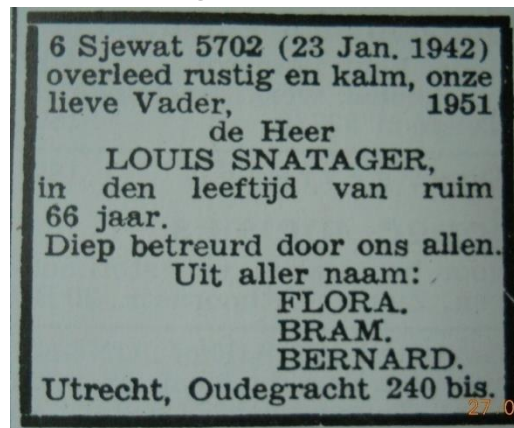 6 Sjewat 5702 (23 Jan. 1942)
overleed rustig en kalm, onze
lieve Vader, 1951
de Heer
LOUIS SNATAGER,
in den leeftijd van ruim
66 jaar.
Diep betreurd door ons allen.
Uit aller naam:
FLORA.
BRAM.
BERNARD.
Utrecht, Oudegracht 240 bis.
27 0